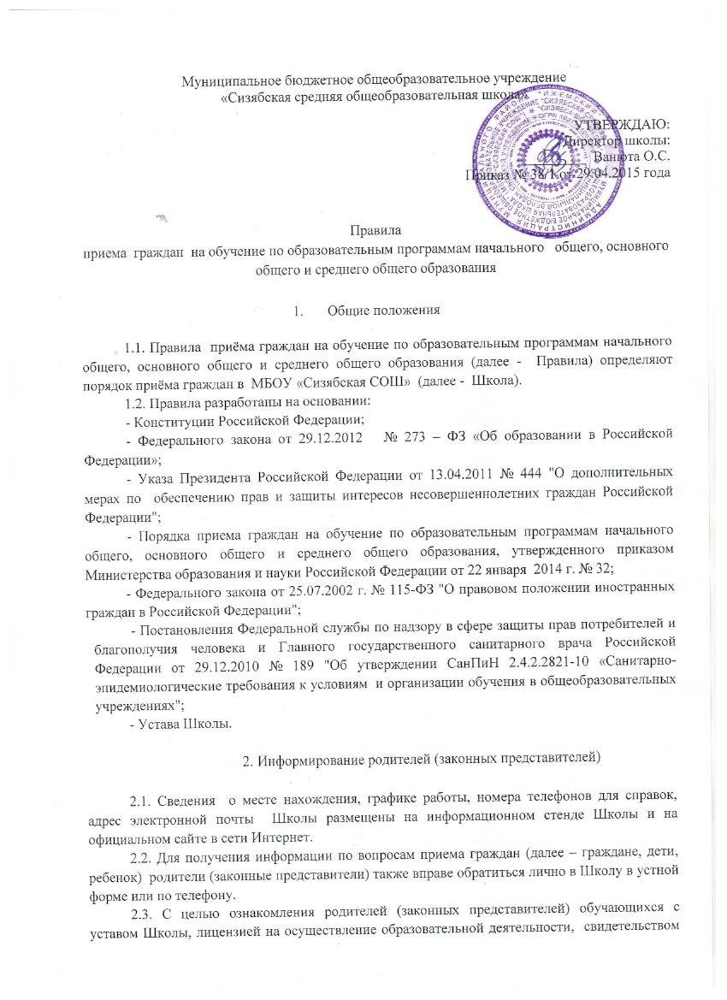 Муниципальное бюджетное общеобразовательное учреждение
«Сизябская средняя общеобразовательная школа»
УТВЕРЖДАЮ:
Директор школы:
Ванюта О.С.
Приказ № 38/1 от 29.04.2015 года
Правила
приема граждан на обучение по образовательным программам начального общего, основного
общего и среднего общего образования
1. Общие положения
1.1. Правила приёма граждан на обучение по образовательным программам начального
общего, основного общего и среднего общего образования (далее - Правила) определяют
порядок приёма граждан в МБОУ «Сизябская СОШ» (далее - Школа).
1.2. Правила разработаны на основании:
- Конституции Российской Федерации;
- Федерального закона от 29.12.2012 № 273 – ФЗ «Об образовании в Российской
Федерации»;
- Указа Президента Российской Федерации от 13.04.2011 № 444 "О дополнительных
мерах по обеспечению прав и защиты интересов несовершеннолетних граждан Российской
Федерации";
- Порядка приема граждан на обучение по образовательным программам начального
общего, основного общего и среднего общего образования, утвержденного приказом
Министерства образования и науки Российской Федерации от 22 января 2014 г. № 32;
- Федерального закона от 25.07.2002 г. № 115-ФЗ "О правовом положении иностранных
граждан в Российской Федерации";
- Постановления Федеральной службы по надзору в сфере защиты прав потребителей и
благополучия человека и Главного государственного санитарного врача Российской
Федерации от 29.12.2010 № 189 "Об утверждении СанПиН 2.4.2.2821-10 «Санитарно-
эпидемиологические требования к условиям и организации обучения в общеобразовательных
учреждениях";
- Устава Школы.
2. Информирование родителей (законных представителей)
2.1. Сведения о месте нахождения, графике работы, номера телефонов для справок,
адрес электронной почты Школы размещены на информационном стенде Школы и на
официальном сайте в сети Интернет.
2.2. Для получения информации по вопросам приема граждан (далее – граждане, дети,
ребенок) родители (законные представители) также вправе обратиться лично в Школу в устной
форме или по телефону.
2.3. С целью ознакомления родителей (законных представителей) обучающихся с
уставом Школы, лицензией на осуществление образовательной деятельности, свидетельством